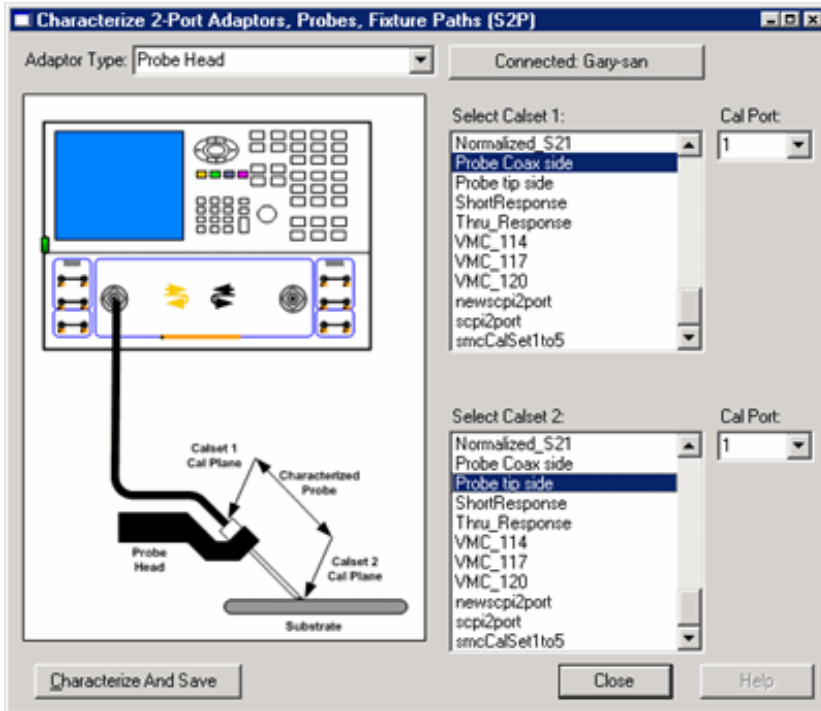 Characterize 2-Port Adaptors, Probes, Fixture Paths (S2P)
Adaptor Type: Probe Head
Connected: Gary-san
Select Calset 1:
Cal Port:
Normalized_S21
Probe Coax side
Probe tip side
ShortResponse
Thru_Response
VMC_114
VMC_117
VMC_120
newscpi2port
scpi2port
smcCalSet1to5
1
Calset 1
Cal Plane
Characterized
Probe
Probe
Head
Calset 2
Cal Plane
Substrate
Select Calset 2:
Cal Port:
Normalized_S21
Probe Coax side
Probe tip side
ShortResponse
Thru_Response
VMC_114
VMC_117
VMC_120
newscpi2port
scpi2port
smcCalSet1to5
1
Characterize And Save
Close
Help